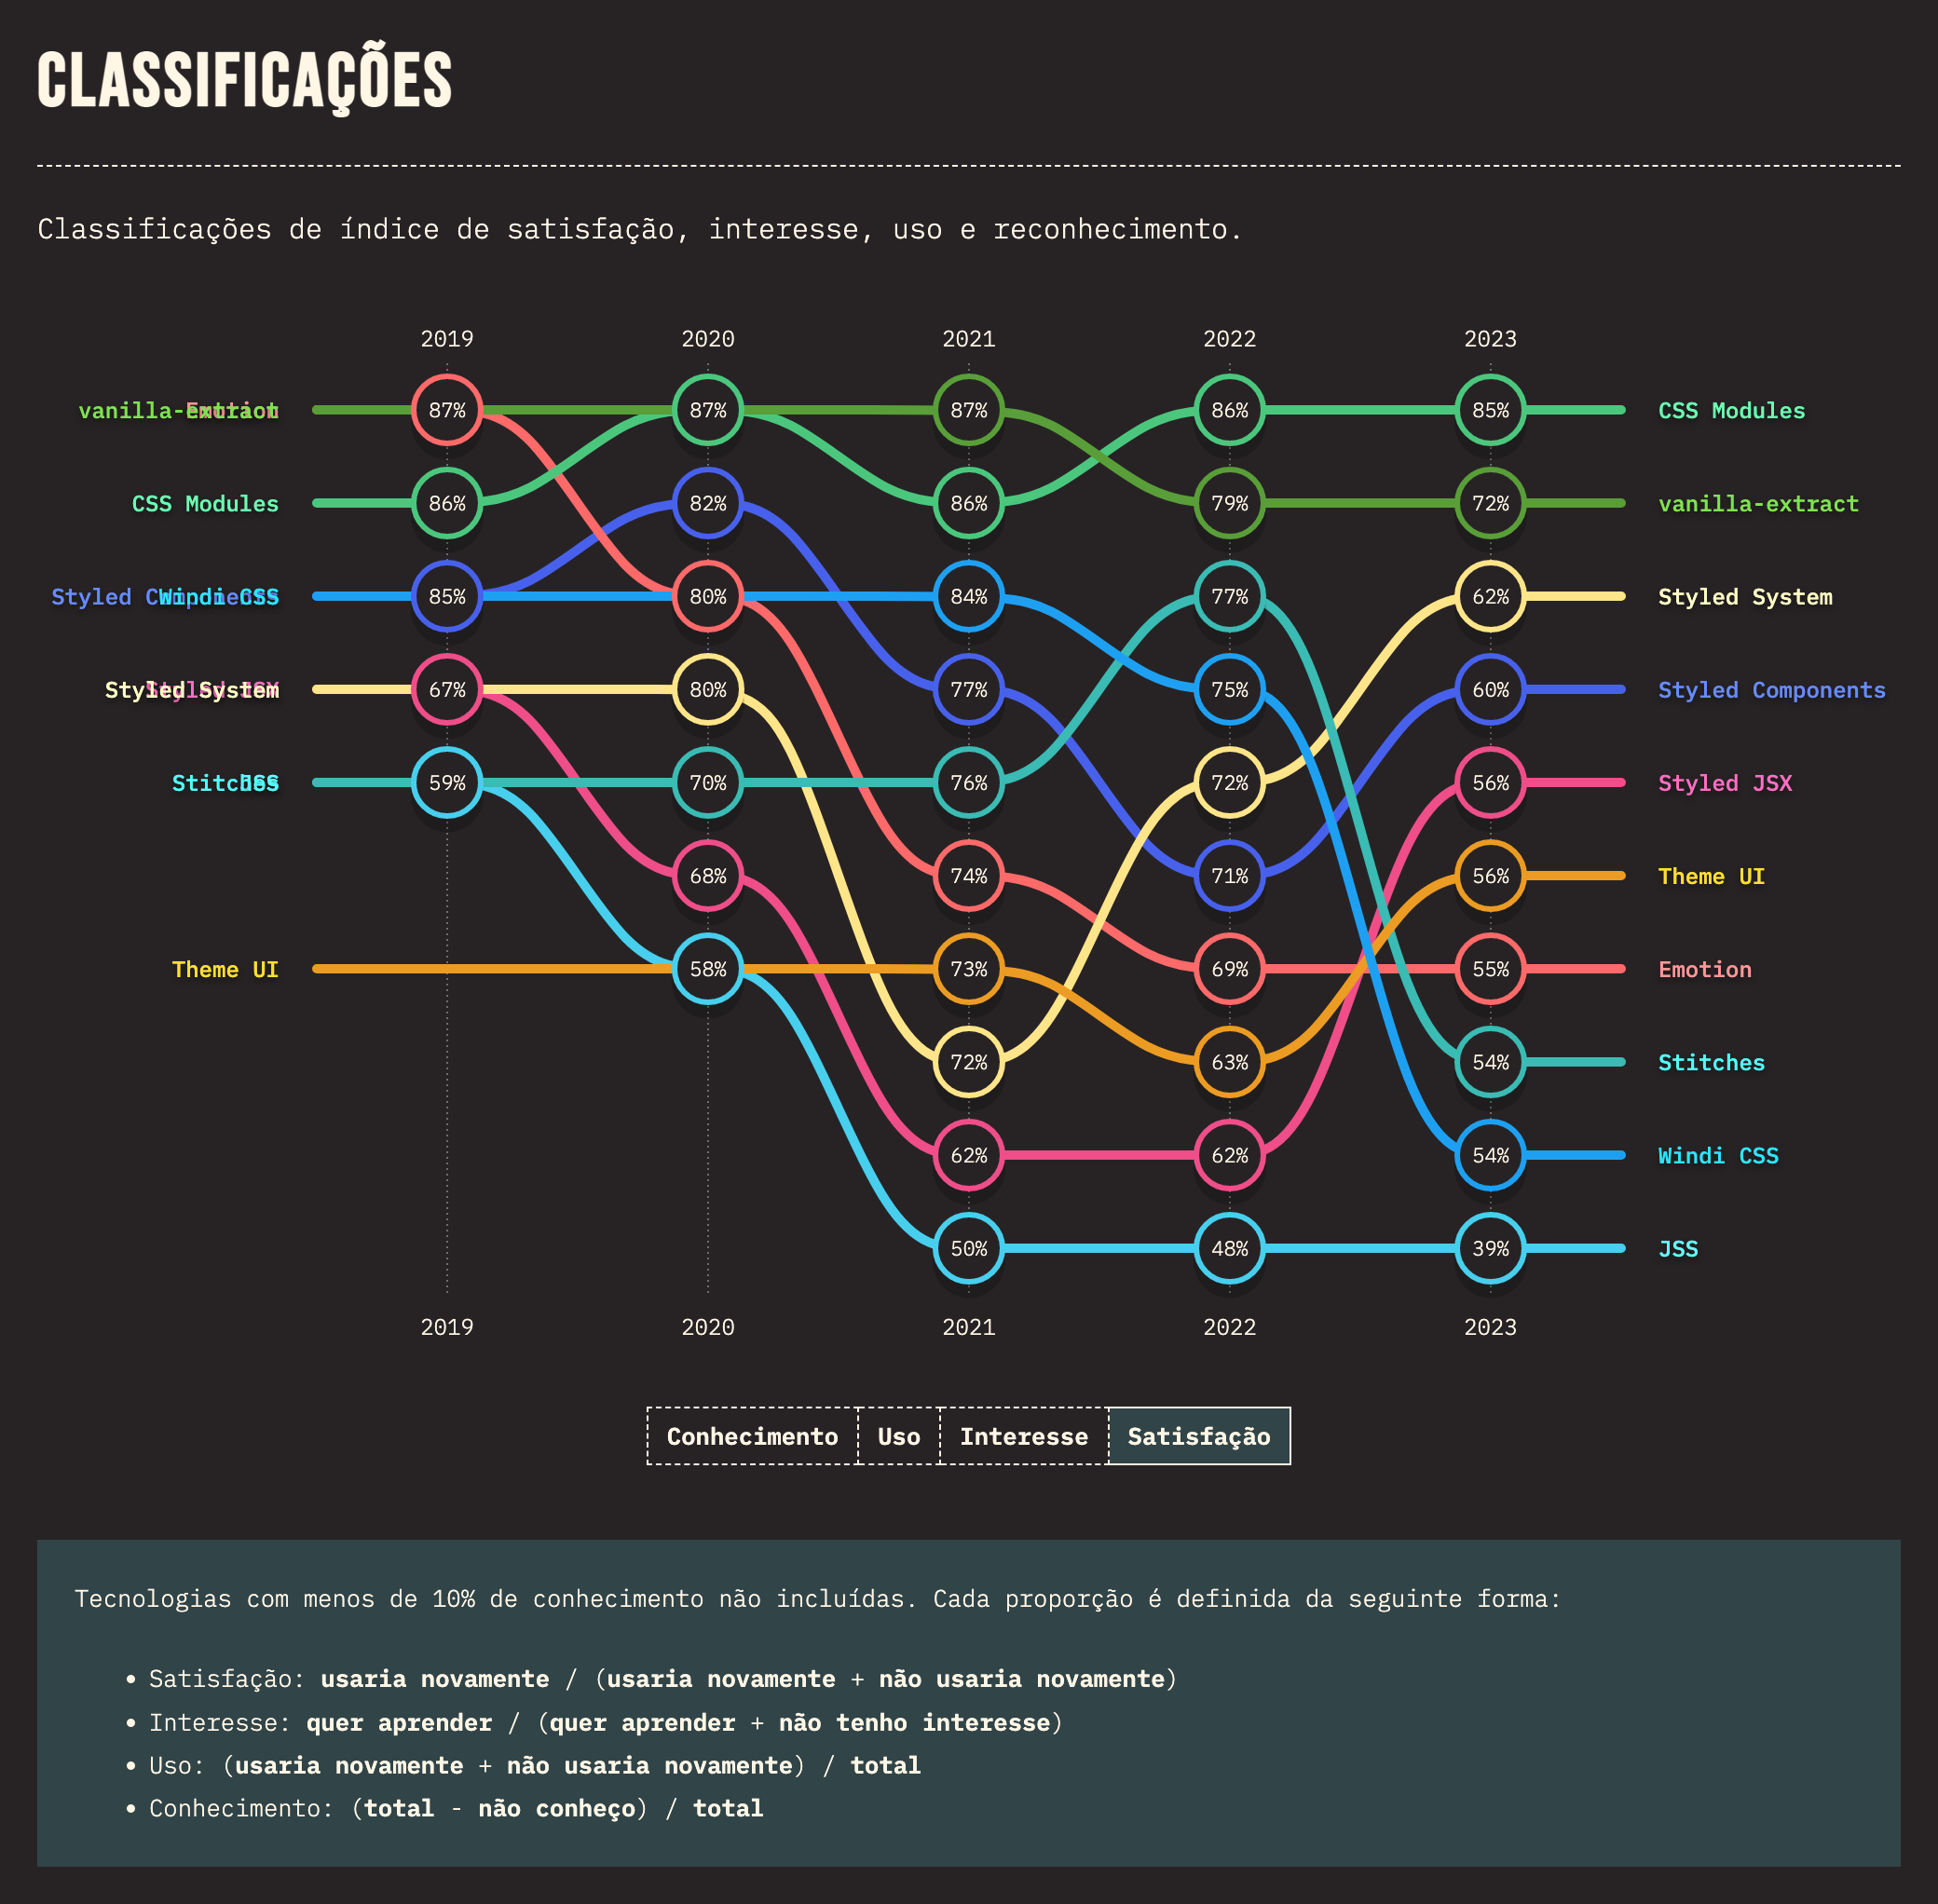 CLASSIFICAÇÕES
Classificações de índice de satisfação, interesse, uso e reconhecimento.
2019 2020 2021 2022 2023
vanilla-extract Emotion 87% 87% 87% 86% 85% CSS Modules
CSS Modules 86% 82% 86% 79% 72% vanilla-extract
Styled Components Windi CSS 85% 80% 84% 77% 62% Styled System
Styled System Styled JSX 67% 80% 77% 75% 60% Styled Components
Stitches JSS 59% 70% 76% 72% 56% Styled JSX
68% 74% 71% 56% Theme UI
Theme UI 58% 73% 69% 55% Emotion
72% 63% 54% Stitches
62% 62% 54% Windi CSS
50% 48% 39% JSS
2019 2020 2021 2022 2023
Conhecimento Uso Interesse Satisfação
Tecnologias com menos de 10% de conhecimento não incluídas. Cada proporção é definida da seguinte forma:
• Satisfação: usaria novamente / (usaria novamente + não usaria novamente)
• Interesse: quer aprender / (quer aprender + não tenho interesse)
• Uso: (usaria novamente + não usaria novamente) / total
• Conhecimento: (total - não conheço) / total